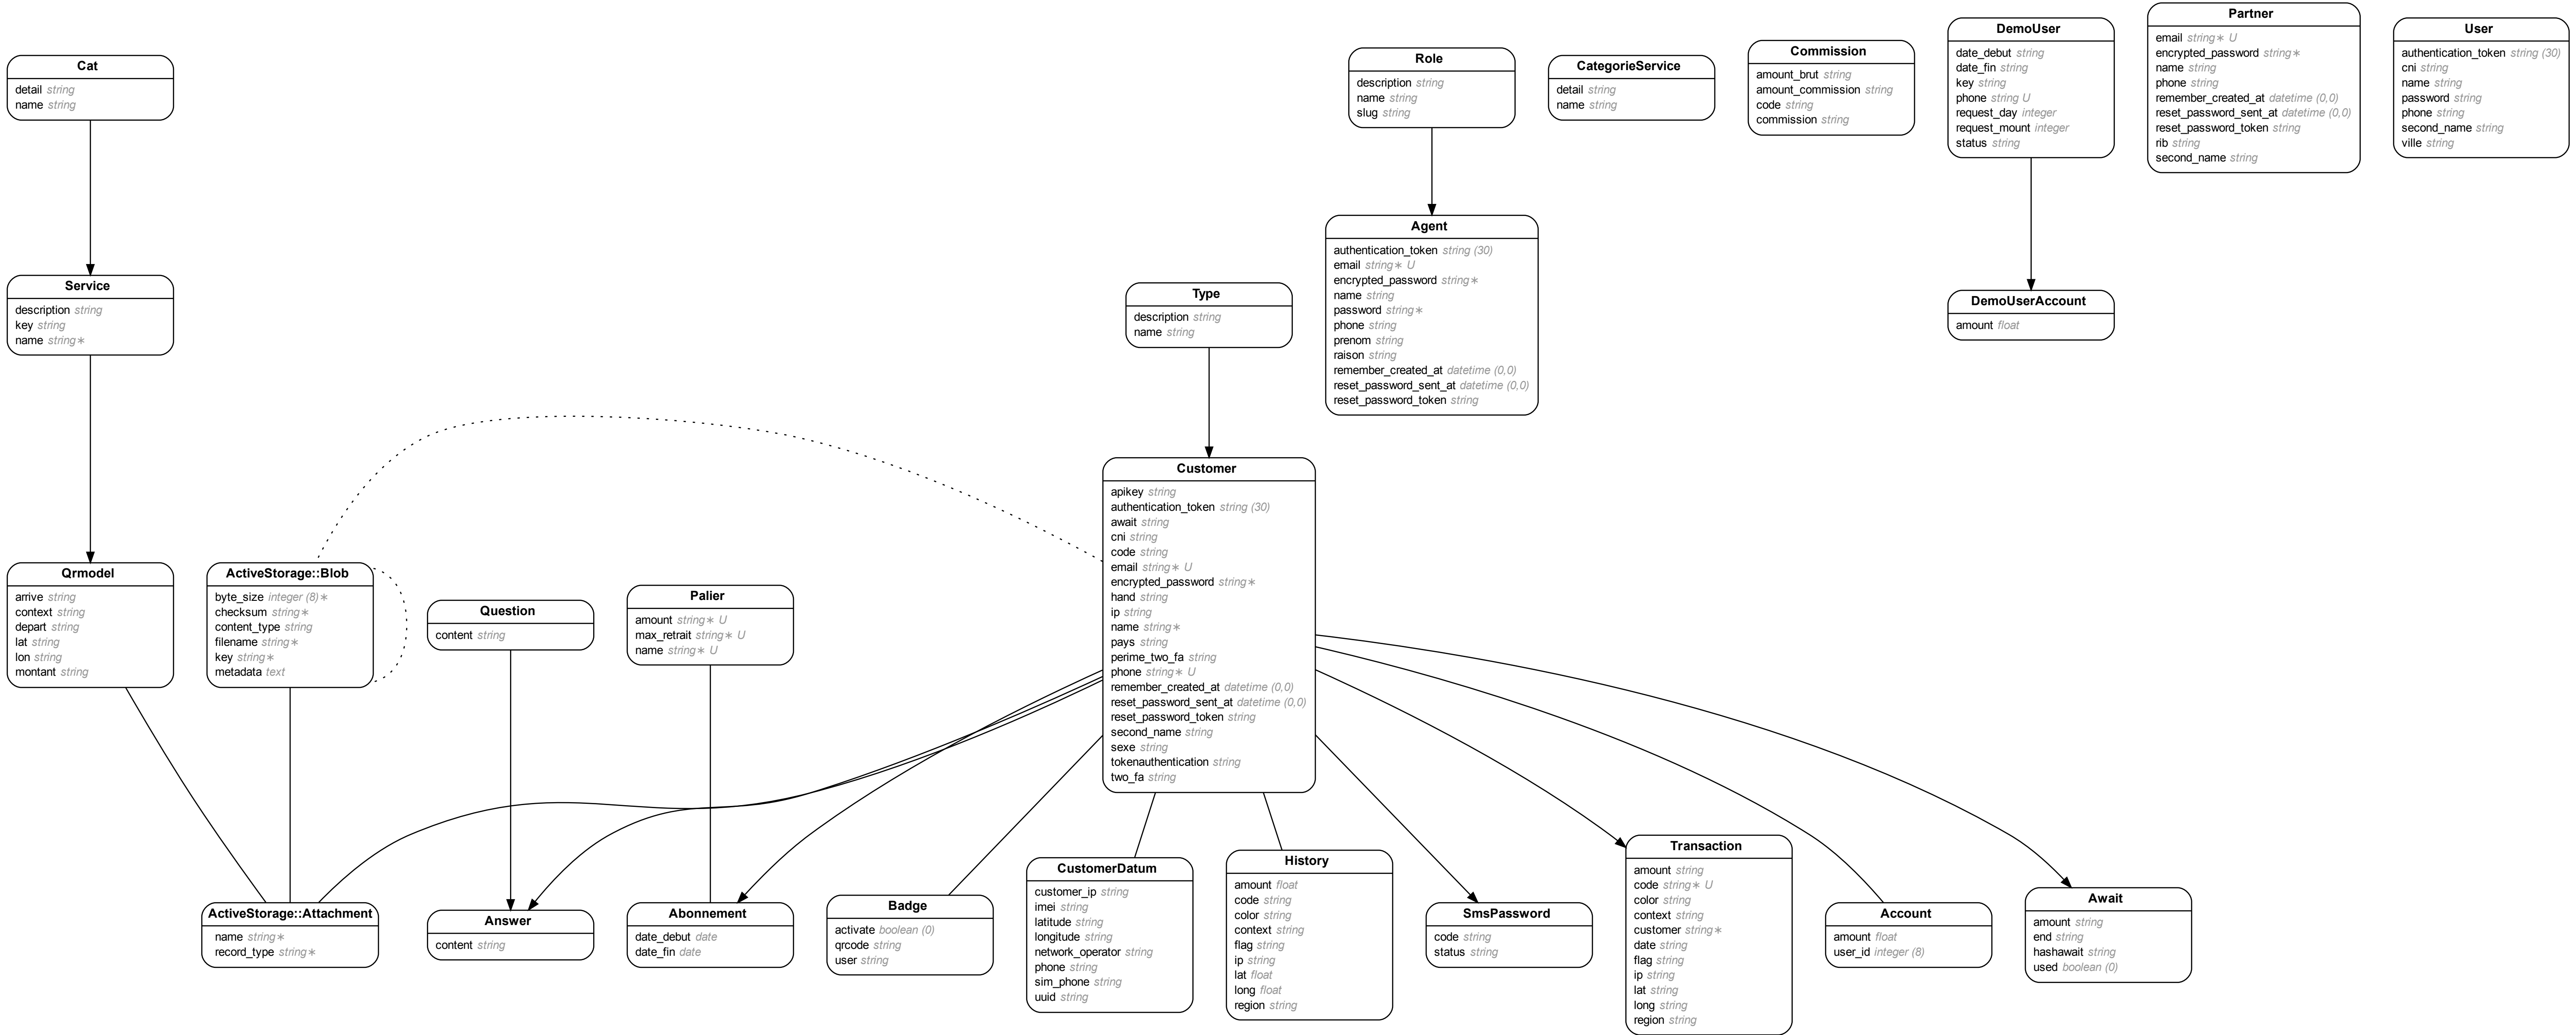 Cat
detail string
name string
Role
description string
name string
slug string
CategorieService
detail string
name string
Commission
amount_brut string
amount_commission string
code string
commission string
DemoUser
date_debut string
date_fin string
key string
phone string U
request_day integer
request_mount integer
status string
Partner
email string∗ U
encrypted_password string∗
name string
phone string
remember_created_at datetime (0,0)
reset_password_sent_at datetime (0,0)
reset_password_token string
rib string
second_name string
User
authentication_token string (30)
cni string
name string
password string
phone string
second_name string
ville string
Service
description string
key string
name string∗
Type
description string
name string
Agent
authentication_token string (30)
email string∗ U
encrypted_password string∗
name string
password string∗
phone string
prenom string
raison string
remember_created_at datetime (0,0)
reset_password_sent_at datetime (0,0)
reset_password_token string
DemoUserAccount
amount float
Qrmodel
arrive string
context string
depart string
lat string
lon string
montant string
ActiveStorage::Blob
byte_size integer (8)∗
checksum string∗
content_type string
filename string∗
key string∗
metadata text
Question
content string
Palier
amount string∗ U
max_retrait string∗ U
name string∗ U
Customer
apikey string
authentication_token string (30)
await string
cni string
code string
email string∗ U
encrypted_password string∗
hand string
ip string
name string∗
pays string
perime_two_fa string
phone string∗ U
remember_created_at datetime (0,0)
reset_password_sent_at datetime (0,0)
reset_password_token string
second_name string
sexe string
tokenauthentication string
two_fa string
ActiveStorage::Attachment
name string∗
record_type string∗
Answer
content string
Abonnement
date_debut date
date_fin date
Badge
activate boolean (0)
qrcode string
user string
CustomerDatum
customer_ip string
imei string
latitude string
longitude string
network_operator string
phone string
sim_phone string
uuid string
History
amount float
code string
color string
context string
flag string
ip string
lat float
long float
region string
SmsPassword
code string
status string
Transaction
amount string
code string∗ U
color string
context string
customer string∗
date string
flag string
ip string
lat string
long string
region string
Account
amount float
user_id integer (8)
Await
amount string
end string
hashawait string
used boolean (0)